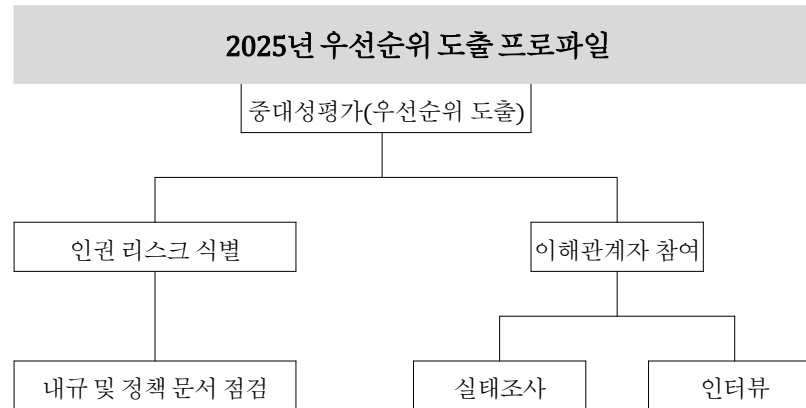 2025년 우선순위 도출 프로파일
중대성평가(우선순위 도출)
인권 리스크 식별
이해관계자 참여
내규 및 정책 문서 점검
실태조사
인터뷰